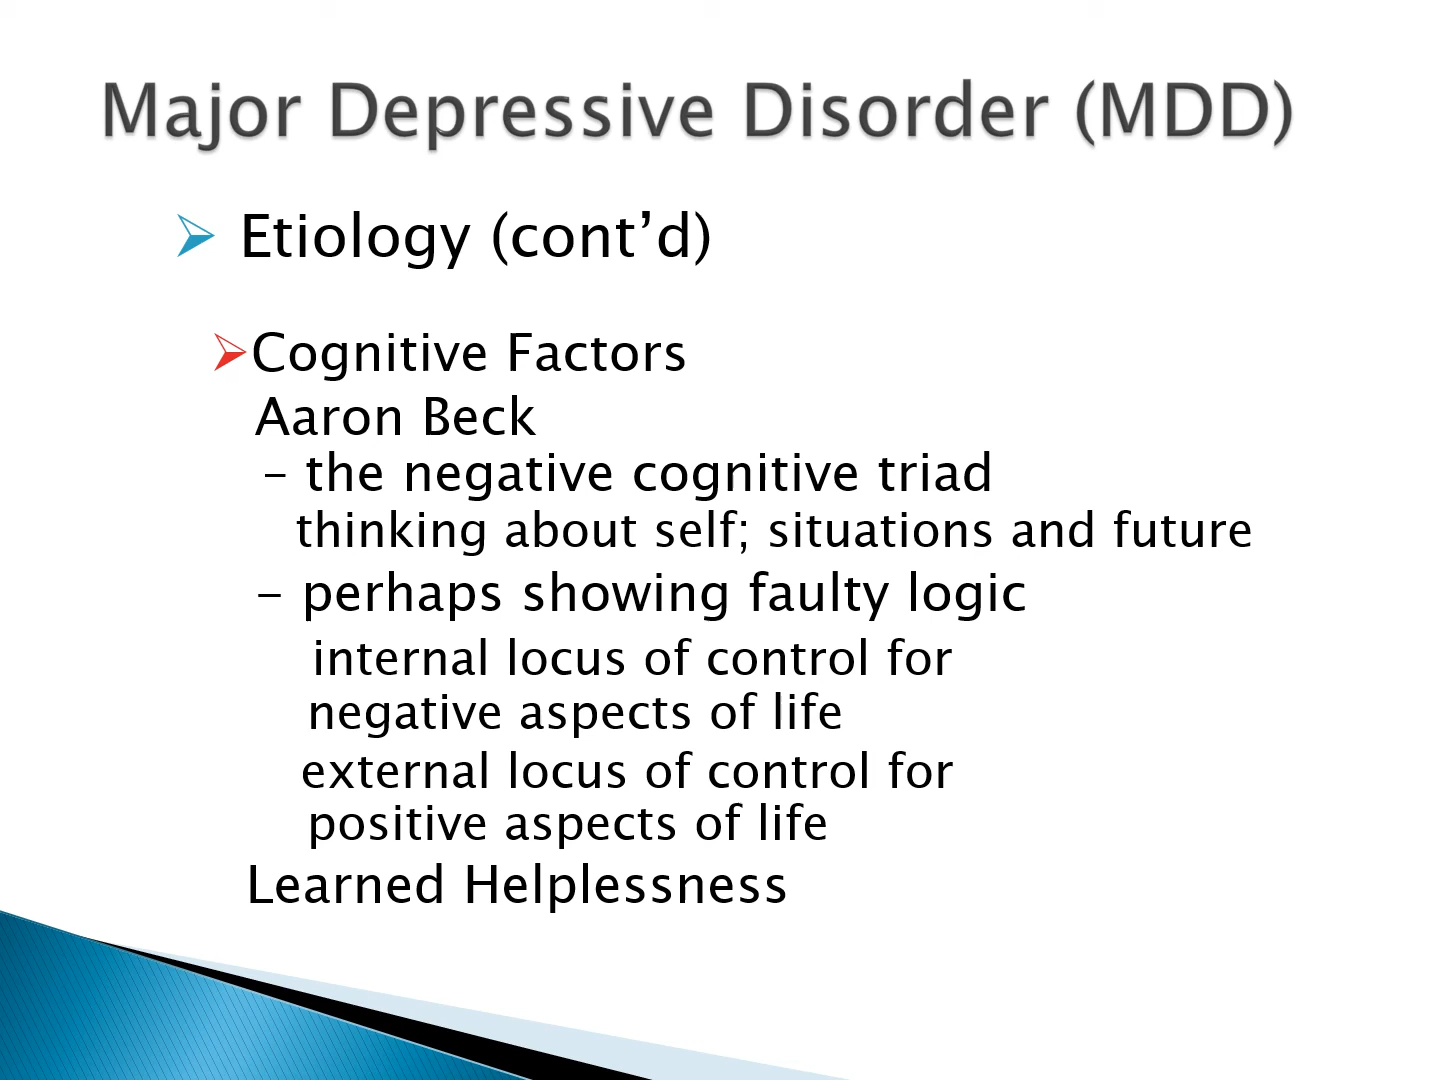 Major Depressive Disorder (MDD)
Etiology (cont’d)
Cognitive Factors
Aaron Beck
– the negative cognitive triad
thinking about self; situations and future
– perhaps showing faulty logic
internal locus of control for
negative aspects of life
external locus of control for
positive aspects of life
Learned Helplessness